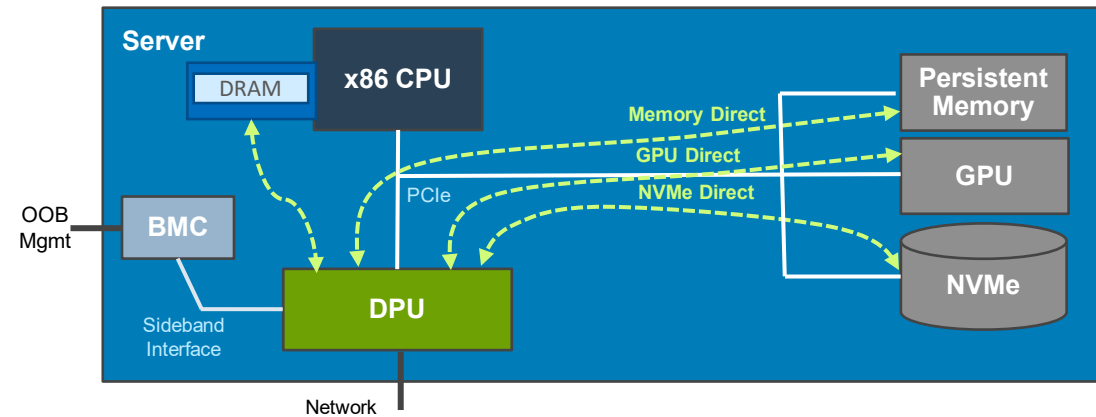 Server
x86 CPU
DRAM
Persistent
Memory
Memory Direct
GPU Direct
GPU
PCIe
NVMe Direct
OOB
Mgmt
BMC
NVMe
DPU
Sideband
Interface
Network